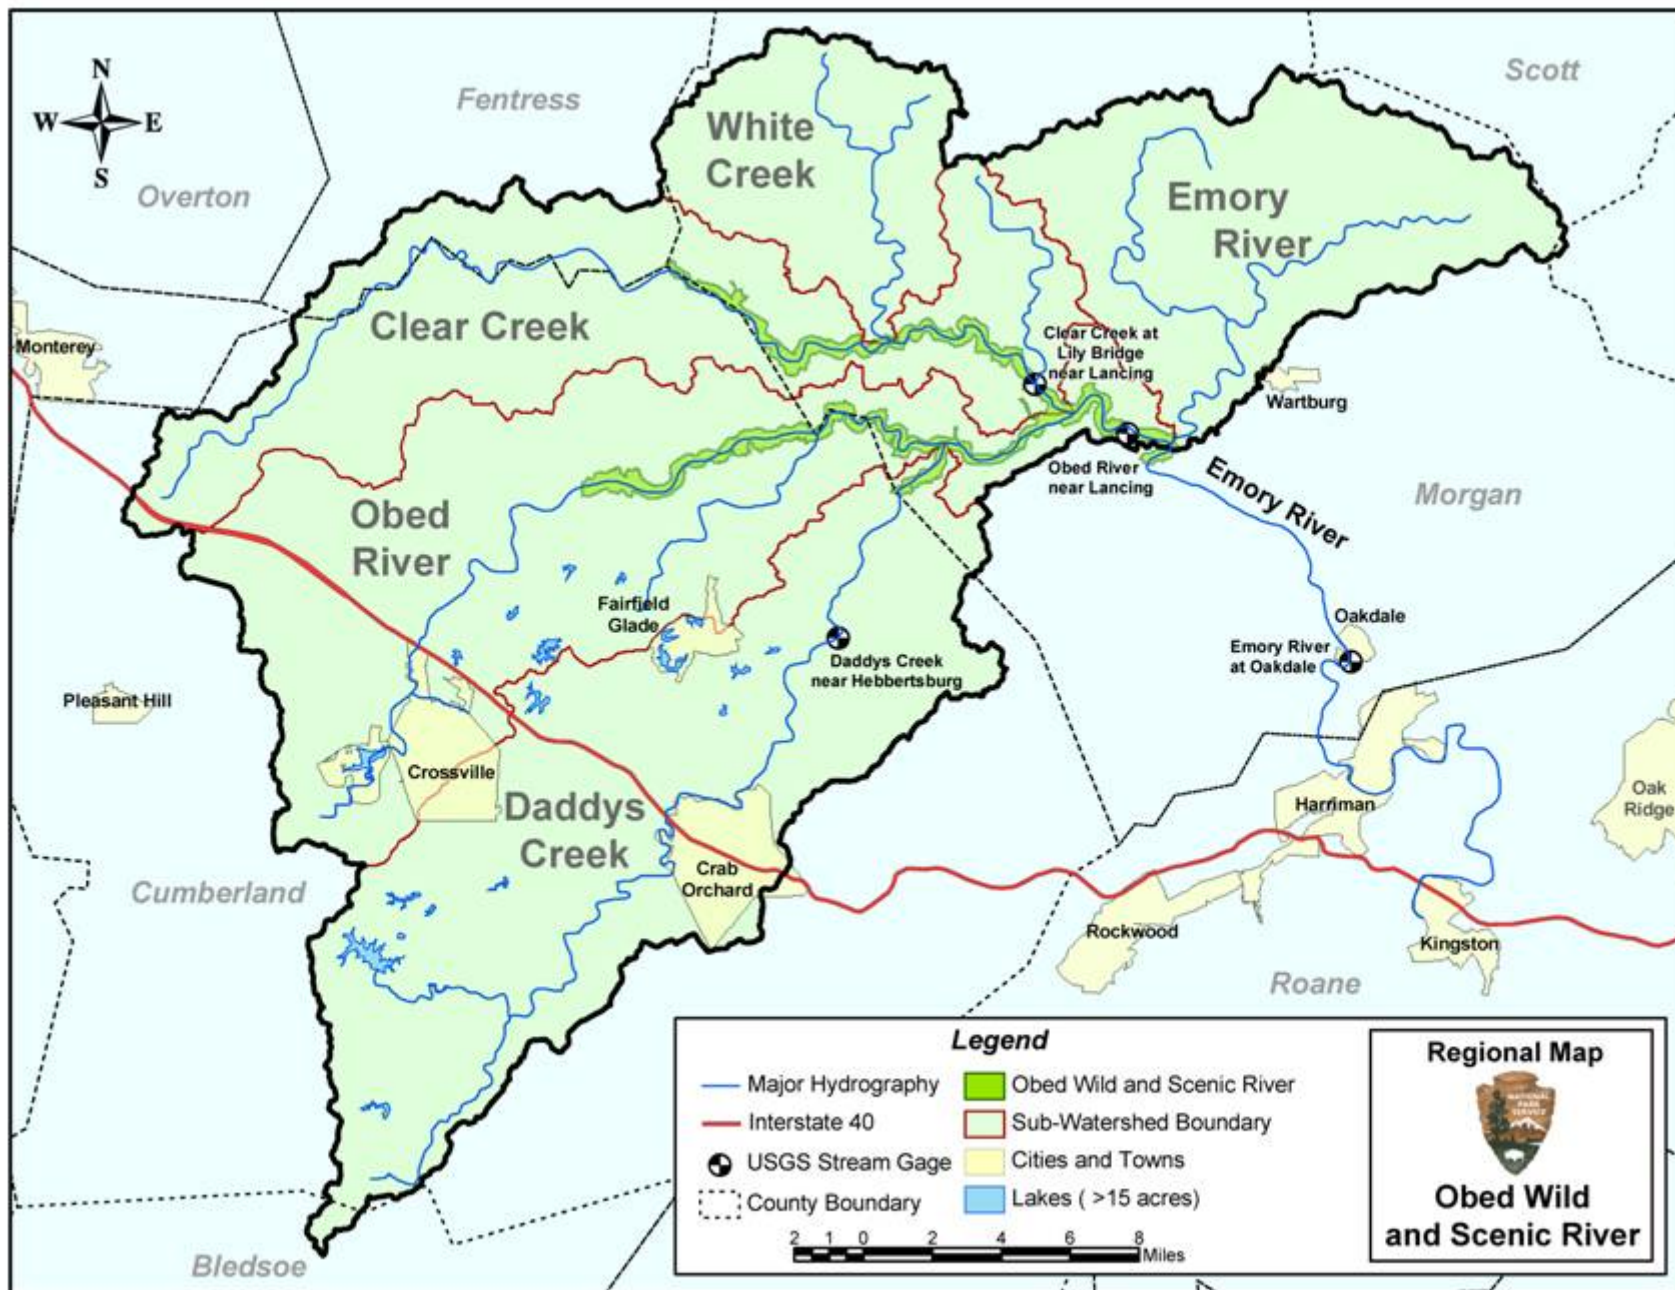 N
W E
S
Fentress
Scott
Overton
White
Creek
Emory
River
Clear Creek
Monterey
Clear Creek at
Lily Bridge
near Lancing
Wartburg
Obed River
near Lancing
Emory River
Morgan
Obed
River
Fairfield
Glade
Oakdale
Emory River
at Oakdale
Daddys Creek
near Hebbertsburg
Pleasant Hill
Crossville
Daddys
Creek
Harriman
Oak
Ridge
Crab
Orchard
Cumberland
Rockwood
Kingston
Roane
Bledsoe
Legend
Major Hydrography
Interstate 40
USGS Stream Gage
County Boundary
Obed Wild and Scenic River
Sub-Watershed Boundary
Cities and Towns
Lakes ( >15 acres)
2 1 0 2 4 6 8
Miles
Regional Map
NATIONAL
PARK
SERVICE
Obed Wild
and Scenic River